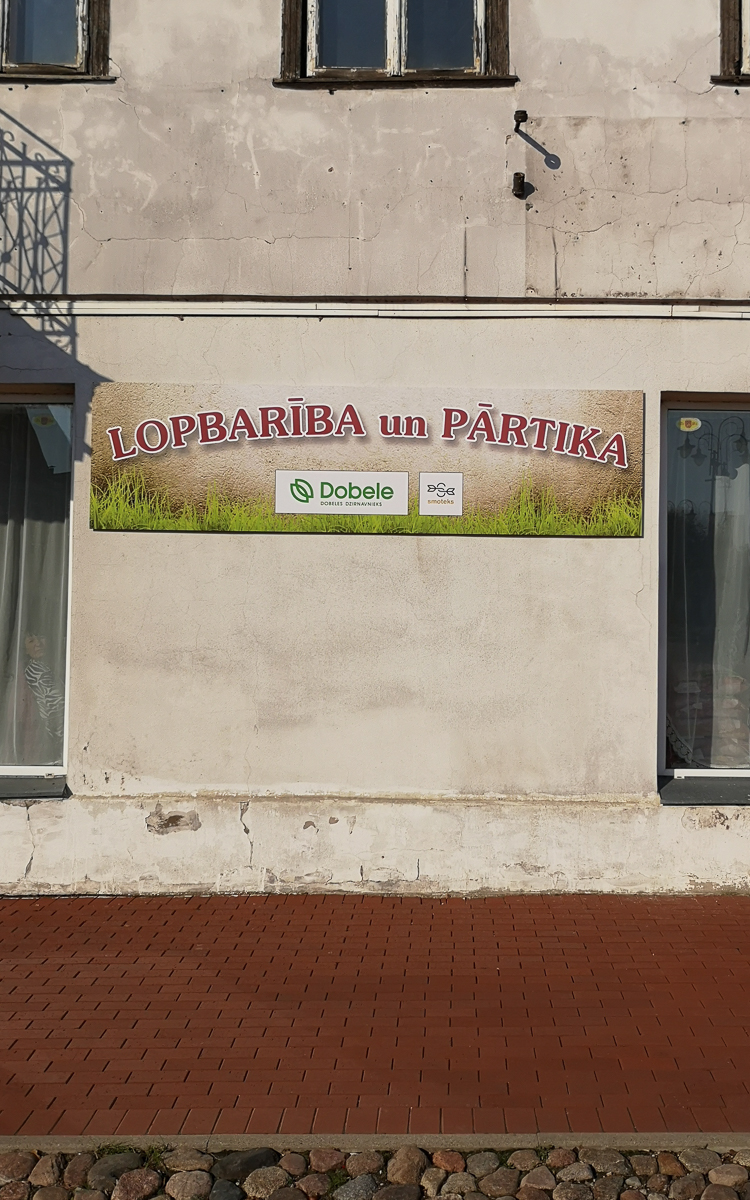 LOPBARĪBA un PĀRTIKA
Dobele
DOBELES DZIRNAVNIEKS
smoteks